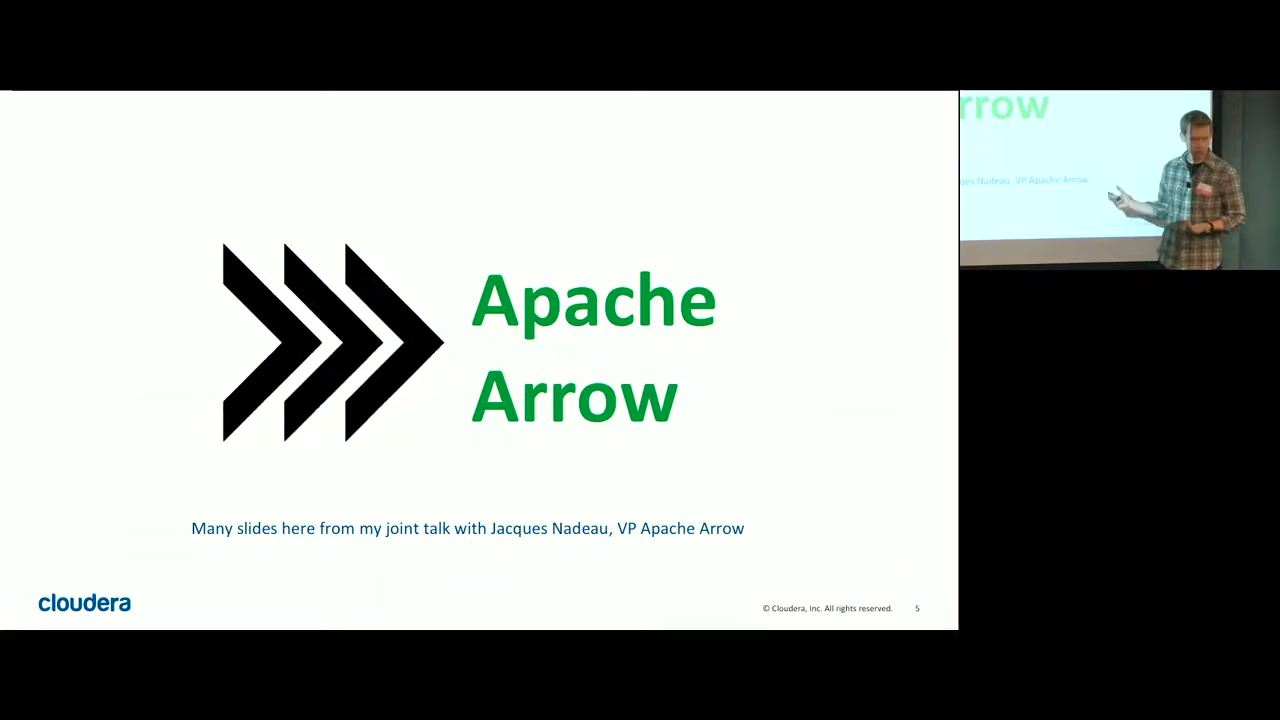 Apache
Arrow
Many slides here from my joint talk with Jacques Nadeau, VP Apache Arrow
cloudera
© Cloudera, Inc. All rights reserved.
5
rrow
ques Nadeau, VP Apache Arrow